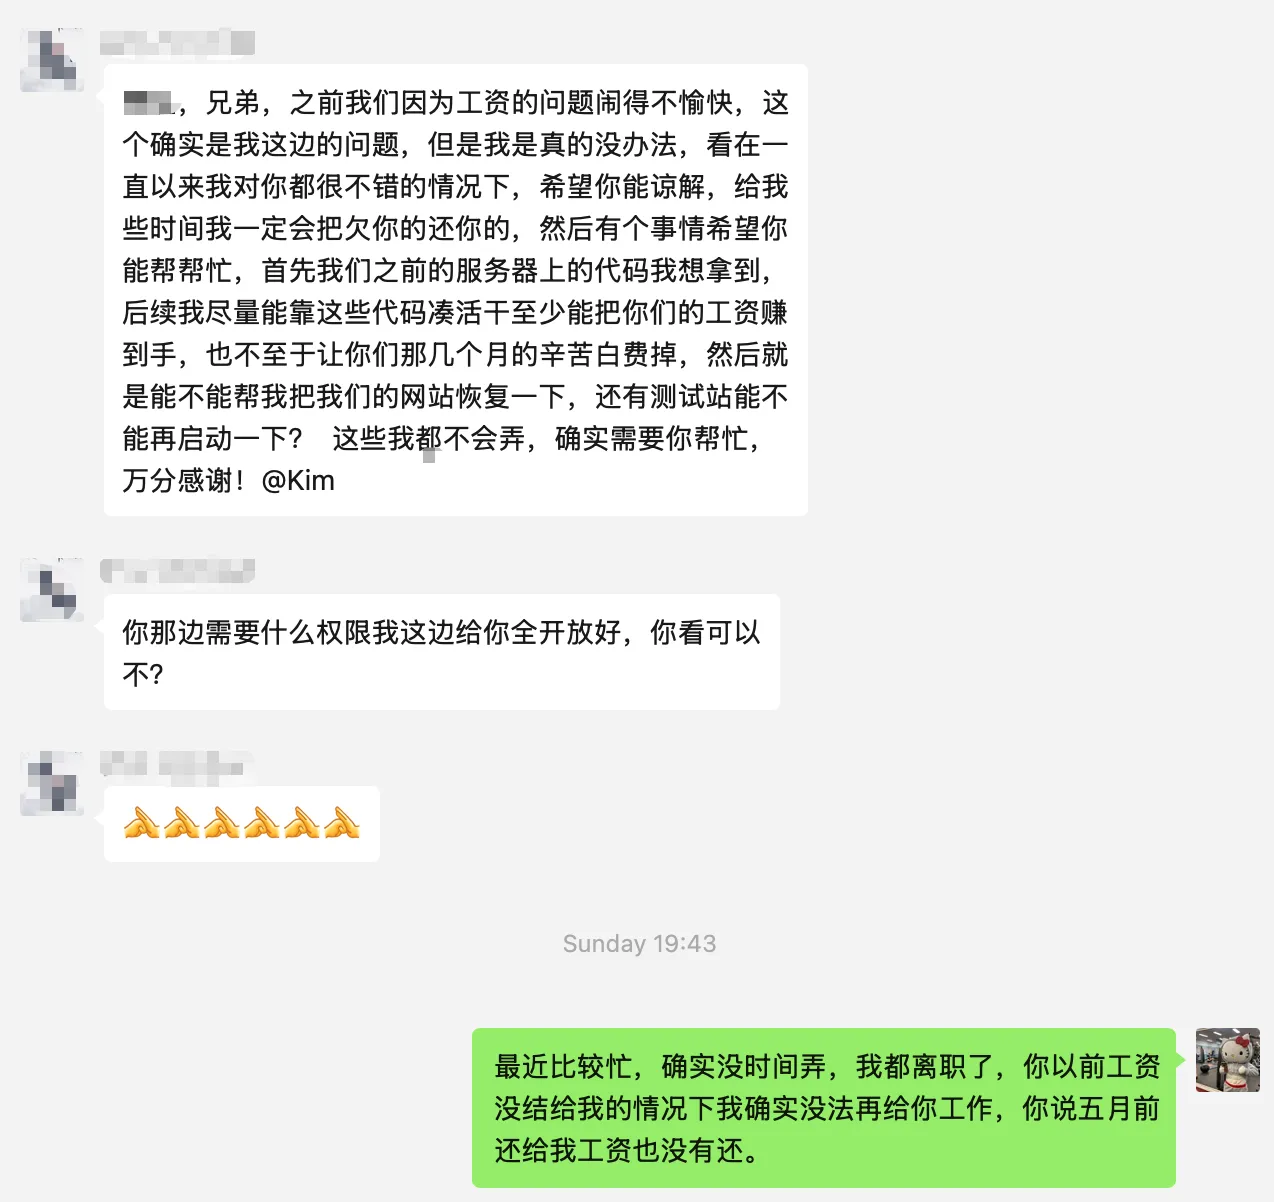 ，兄弟，之前我们因为工资的问题闹得不愉快，这
个确实是我这边的问题，但是我是真的没办法，看在一
直以来我对你都很不错的情况下，希望你能谅解，给我
些时间我一定会把欠你的还你的，然后有个事情希望你
能帮帮忙，首先我们之前的服务器上的代码我想拿到，
后续我尽量能靠这些代码凑活干至少能把你们的工资赚
到手，也不至于让你们那几个月的辛苦白费掉，然后就
是能不能帮我把我们的网站恢复一下，还有测试站能不
能再启动一下？ 这些我都不会弄，确实需要你帮忙，
万分感谢！@Kim
你那边需要什么权限我这边给你全开放好，你看可以
不?
Sunday 19:43
最近比较忙，确实没时间弄，我都离职了，你以前工资
没结给我的情况下我确实没法再给你工作，你说五月前
还给我工资也没有还。